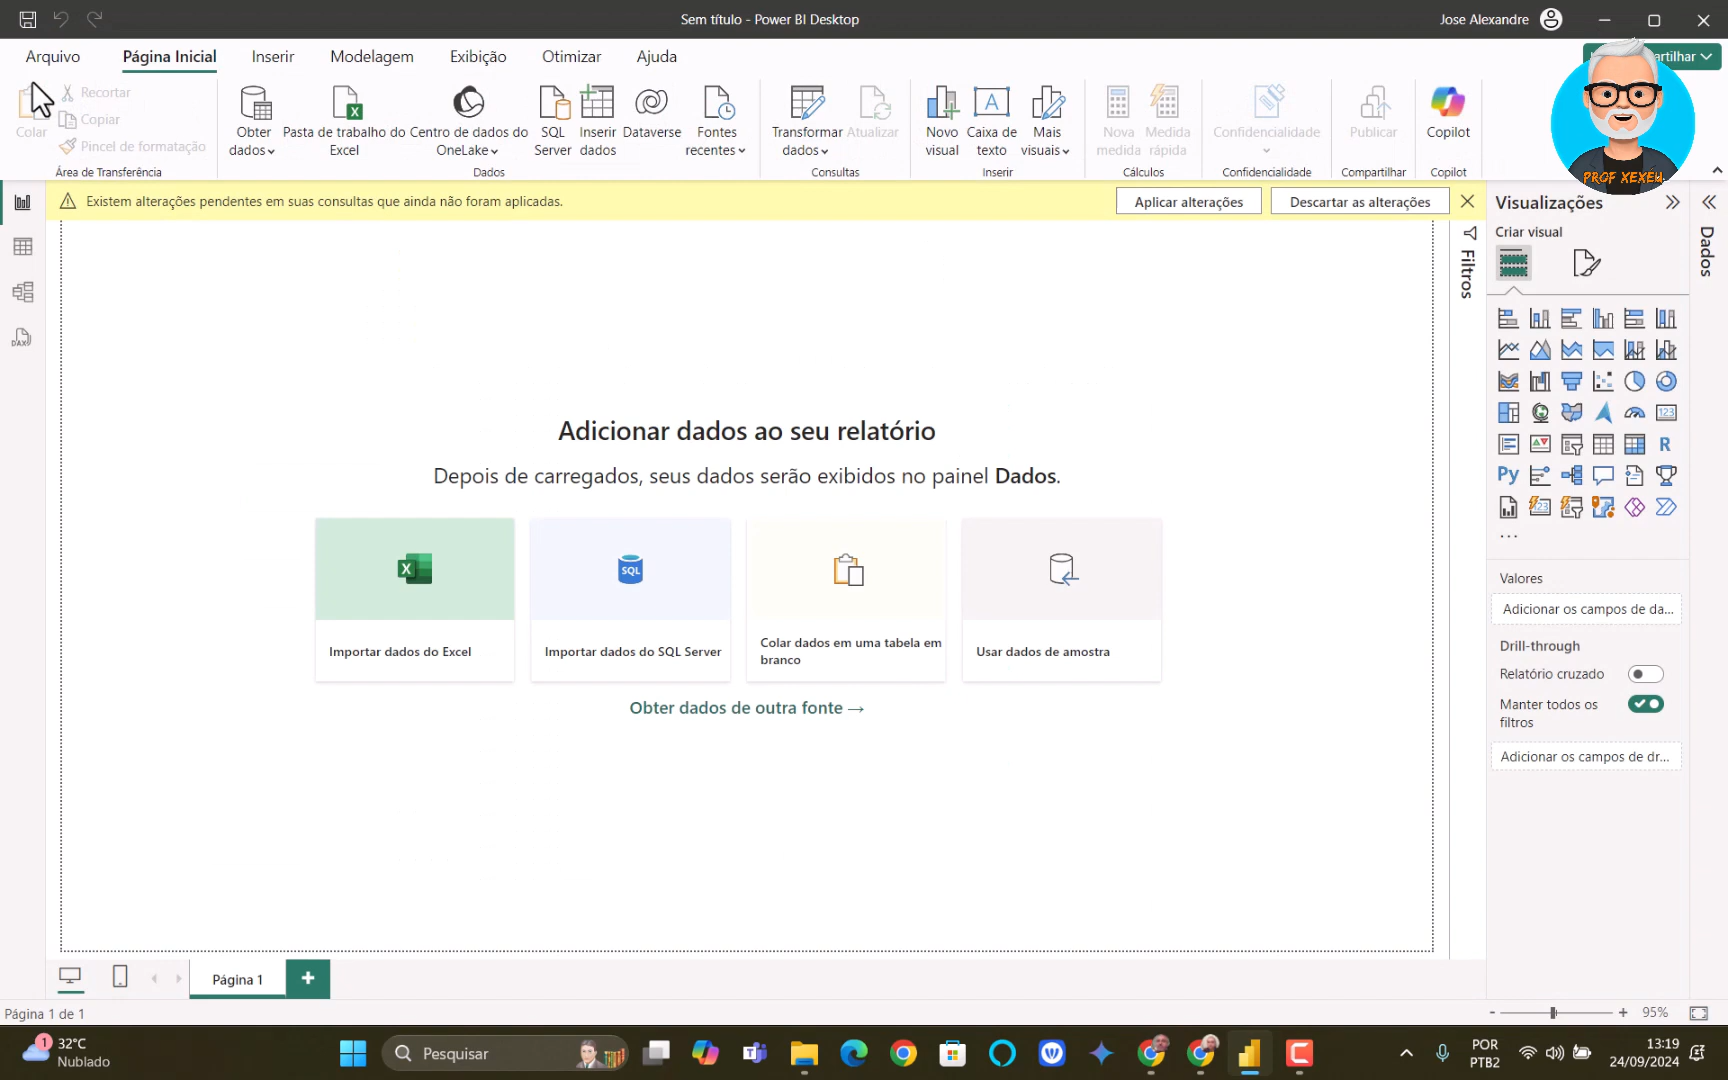 Sem título - Power BI Desktop
Jose Alexandre
Arquivo
Página Inicial
Inserir
Modelagem
Exibição
Otimizar
Ajuda
artilhar
Colar
Recortar
Copiar
Pincel de formatação
Área de Transferência
Obter
dados
Pasta de trabalho do
Excel
Centro de dados do
OneLake
SQL
Server
Inserir
dados
Dataverse
Fontes
recentes
Dados
Transformar
dados
Atualizar
Consultas
Novo
visual
Caixa de
texto
Mais
visuais
Inserir
Nova
medida
Medida
rápida
Cálculos
Confidencialidade
Confidencialidade
Publicar
Compartilhar
Copilot
Copilot
PROF XEXEU
Existem alterações pendentes em suas consultas que ainda não foram aplicadas.
Aplicar alterações
Descartar as alterações
Filtros
Visualizações
Criar visual
Dados
Adicionar dados ao seu relatório
Depois de carregados, seus dados serão exibidos no painel Dados.
SQL
Importar dados do Excel
Importar dados do SQL Server
Colar dados em uma tabela em
branco
Usar dados de amostra
Obter dados de outra fonte →
123
R
Py
123
...
Valores
Adicionar os campos de da...
Drill-through
Relatório cruzado
Manter todos os
filtros
Adicionar os campos de dr...
Página 1
+
Página 1 de 1
- + 95%
1
32°C
Nublado
Pesquisar
POR
PTB2
13:19
24/09/2024